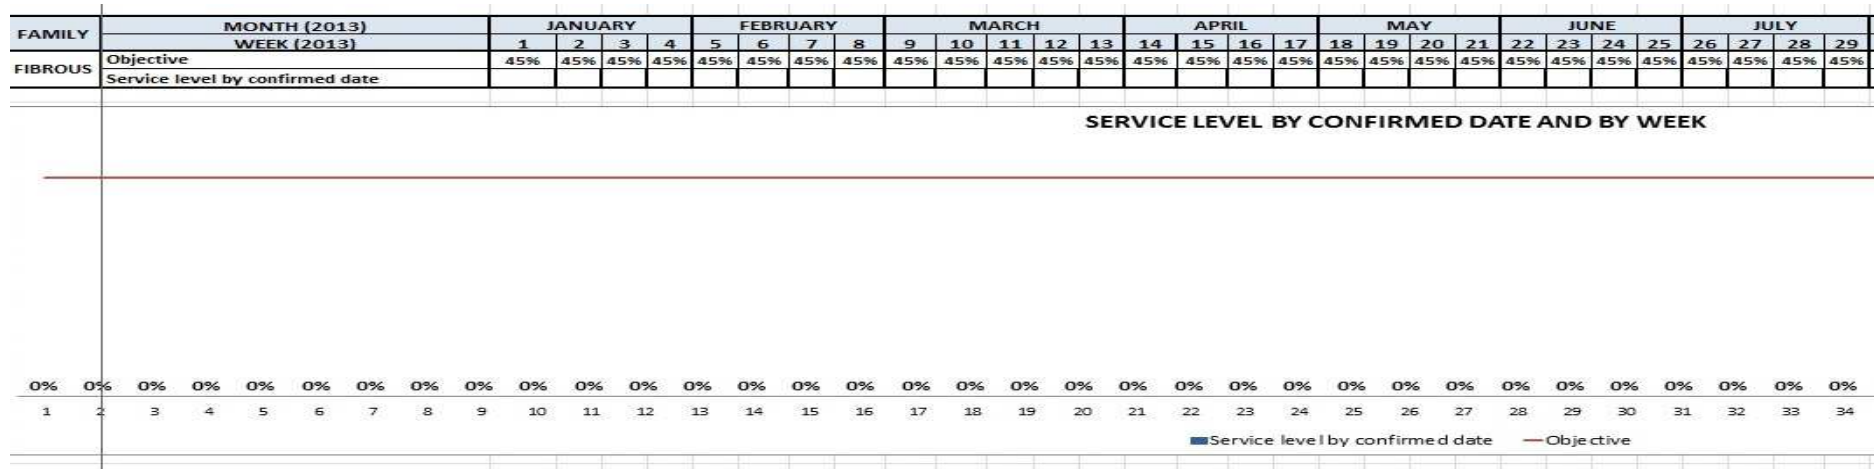 FAMILY MONTH (2013) JANUARY FEBRUARY MARCH APRIL MAY JUNE JULY
WEEK (2013) 1 2 3 4 5 6 7 8 9 10 11 12 13 14 15 16 17 18 19 20 21 22 23 24 25 26 27 28 29
FIBROUS Objective 45% 45% 45% 45% 45% 45% 45% 45% 45% 45% 45% 45% 45% 45% 45% 45% 45% 45% 45% 45% 45% 45% 45% 45% 45% 45% 45% 45% 45%
Service level by confirmed date
SERVICE LEVEL BY CONFIRMED DATE AND BY WEEK
0% 0% 0% 0% 0% 0% 0% 0% 0% 0% 0% 0% 0% 0% 0% 0% 0% 0% 0% 0% 0% 0% 0% 0% 0% 0% 0% 0% 0% 0% 0% 0% 0% 0%
1 2 3 4 5 6 7 8 9 10 11 12 13 14 15 16 17 18 19 20 21 22 23 24 25 26 27 28 29 30 31 32 33 34
Service level by confirmed date Objective